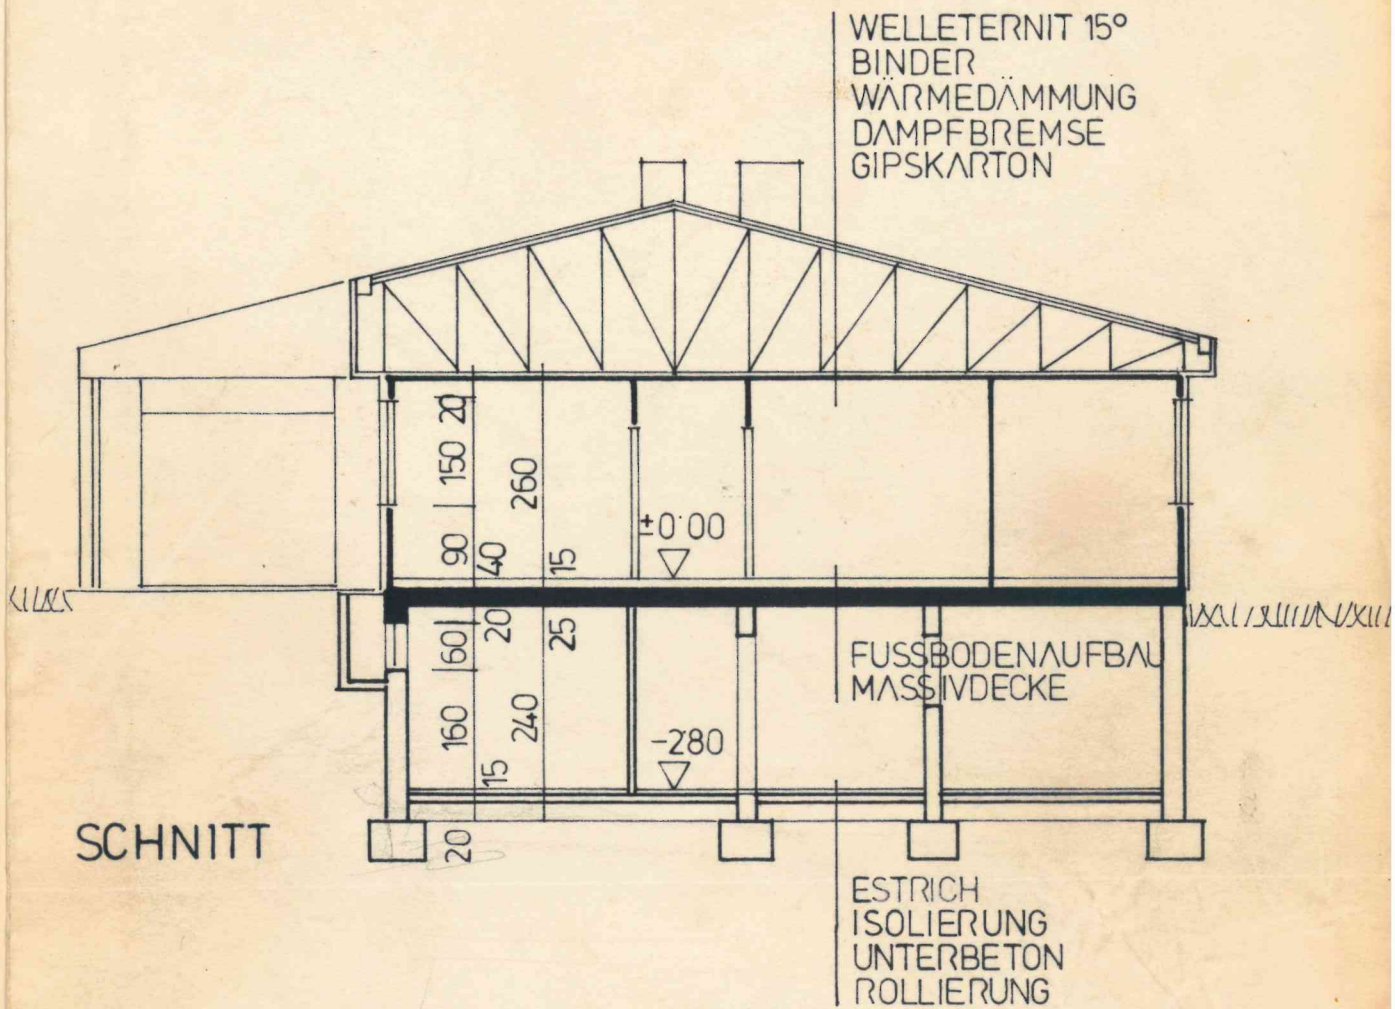 WELLETERNIT 15°
BINDER
WÄRMEDÄMMUNG
DAMPFBREMSE
GIPSKARTON
20
150
260
±0·00
90
40
15
20
60
25
FUSSBODENAUFBAU
MASSIVDECKE
160
240
-280
15
SCHNITT
20
ESTRICH
ISOLIERUNG
UNTERBETON
ROLLIERUNG